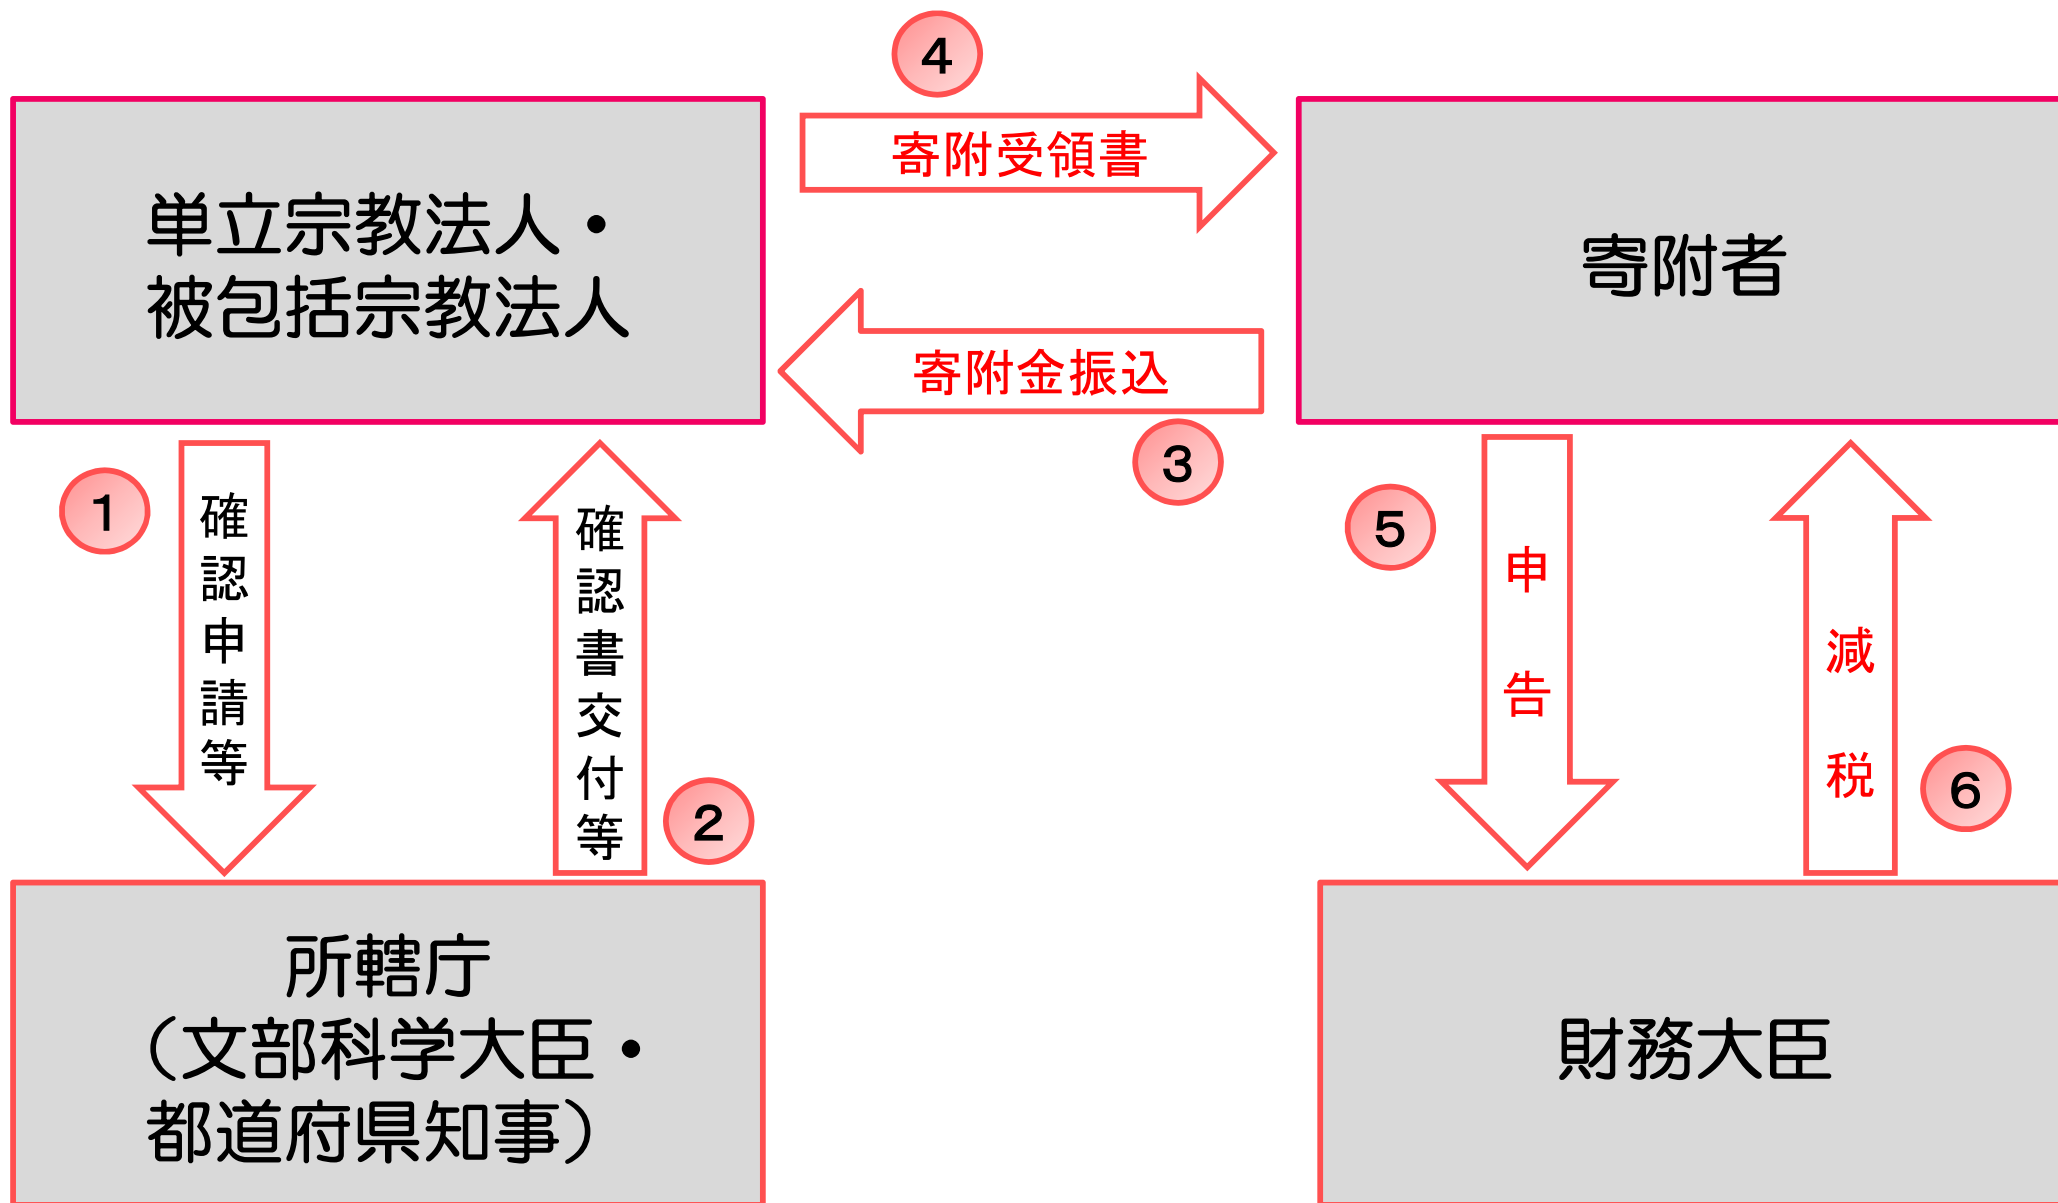 ④
単立宗教法人・
被包括宗教法人
寄附受領書
寄附者
寄附金振込
③
①
確認申請等
確認書交付等
②
⑤
申告
減税
⑥
所轄庁
（文部科学大臣・
都道府県知事）
財務大臣